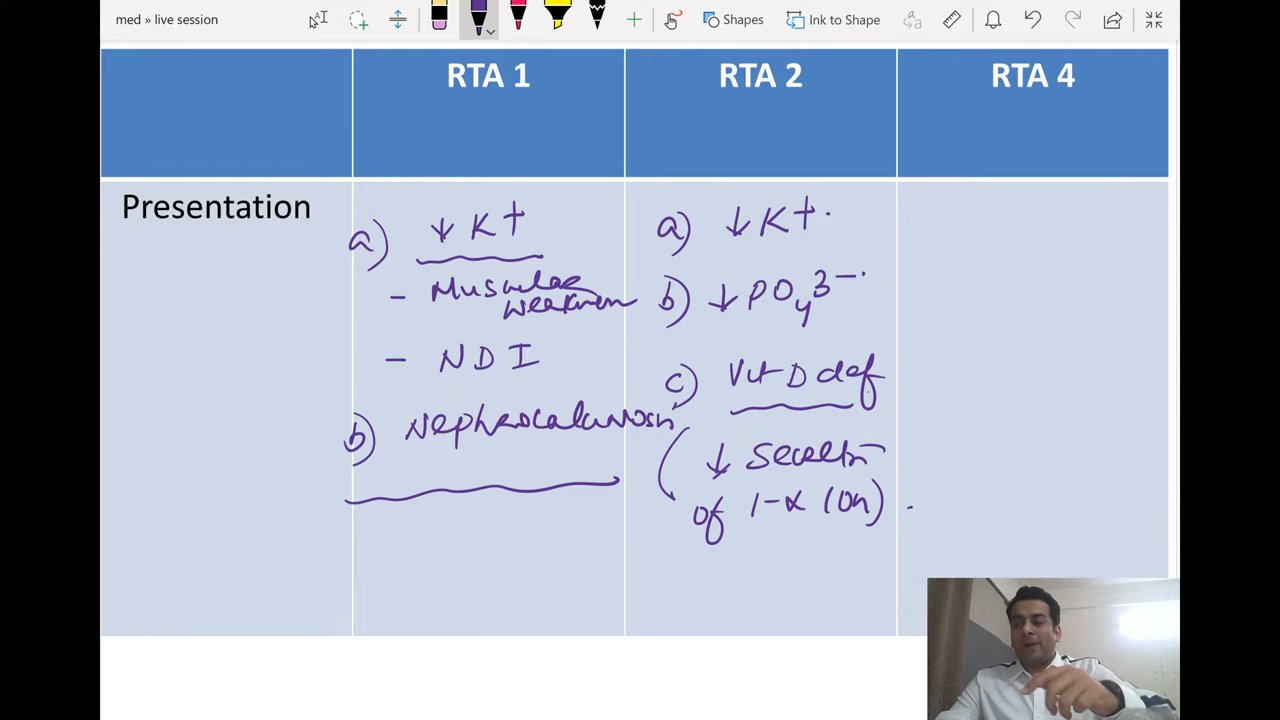 med » live session
Shapes
Ink to Shape
RTA 1
RTA 2
RTA 4
Presentation
a) ↓ K+
- Muscular
weakness
- NDI
b) Nephrocalcinosis
a) ↓ K+.
b) ↓ PO4 3-.
c) Vit D def
↓ Secretn
of 1-α (OH).